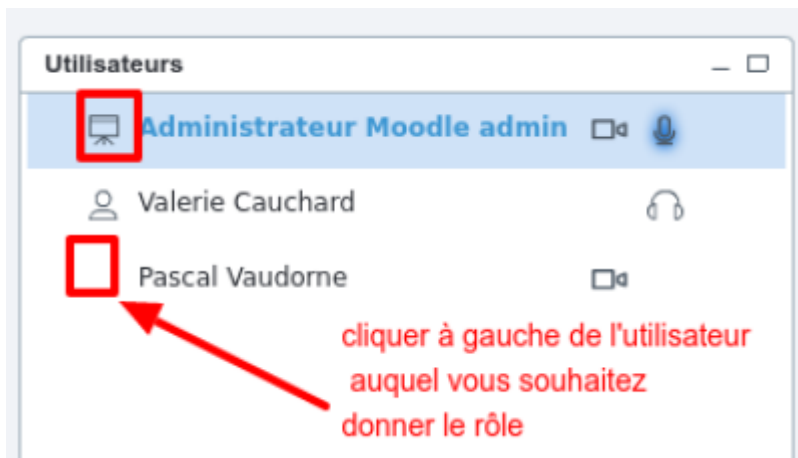 Utilisateurs
Administrateur Moodle admin
Valerie Cauchard
Pascal Vaudorne
cliquer à gauche de l'utilisateur
auquel vous souhaitez
donner le rôle